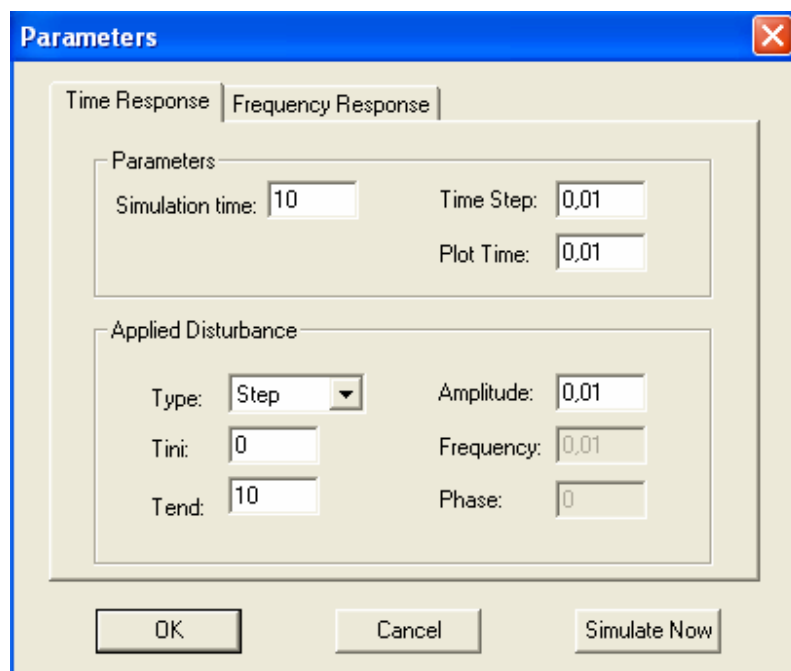 Parameters
Time Response Frequency Response
Parameters
Simulation time: 10 Time Step: 0,01
Plot Time: 0,01
Applied Disturbance
Type: Step Amplitude: 0,01
Tini: 0 Frequency: 0,01
Tend: 10 Phase: 0
OK Cancel Simulate Now